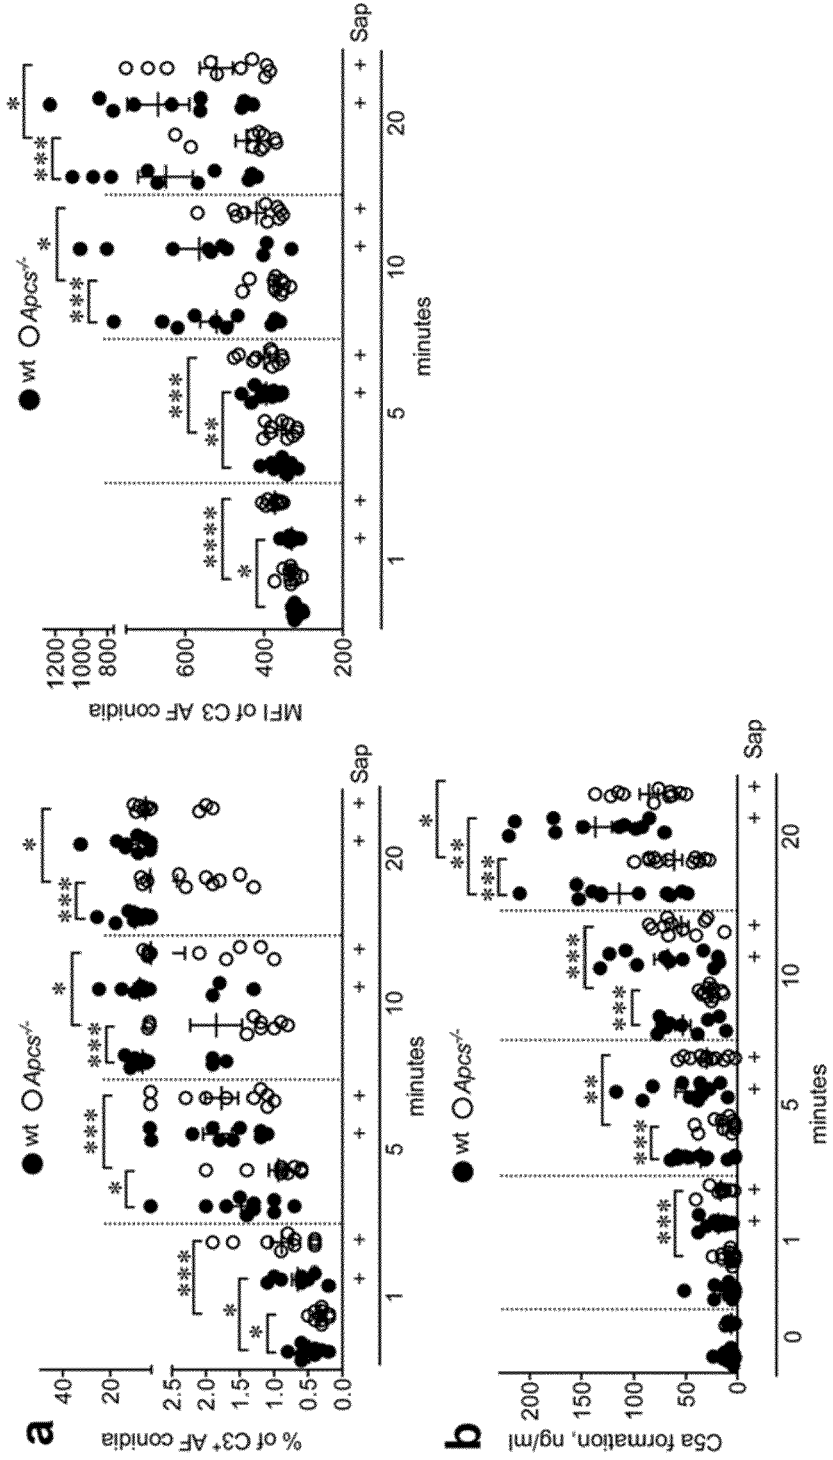 a
wt Apcs-/-
% of C3+ AF conidia
40
20
2.5
2.0
1.5
1.0
0.5
0.0
* * *** * *** *** * *** *
+ + + + + + + + Sap
1 5 10 20
minutes
wt Apcs-/-
MFI of C3 AF conidia
1200
1000
800
600
400
200
* **** ** *** *** * *** *
+ + + + + + + + Sap
1 5 10 20
minutes
b
wt Apcs-/-
C5a formation, ng/ml
200
150
100
50
0
*** *** ** *** *** *** ** *
+ + + + + + + + Sap
0 1 5 10 20
minutes